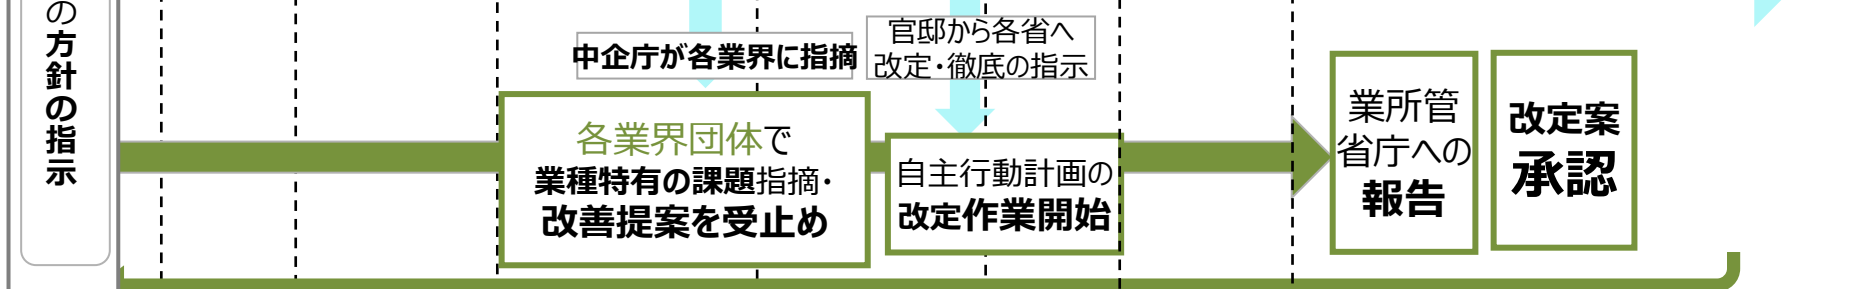 の方針の指示
中企庁が各業界に指摘
官邸から各省へ
改定・徹底の指示
各業界団体で
業種特有の課題指摘・
改善提案を受止め
自主行動計画の
改定作業開始
業所管
省庁への
報告
改定案
承認